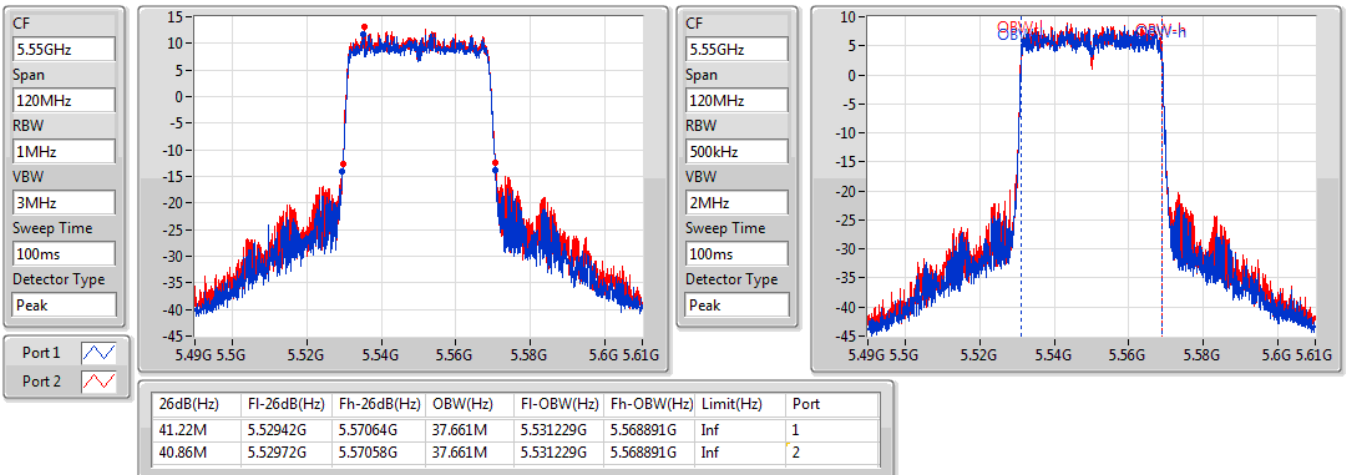 CF
5.55GHz
Span
120MHz
RBW
1MHz
VBW
3MHz
Sweep Time
100ms
Detector Type
Peak
Port 1
Port 2
15
10
5
0
-5
-10
-15
-20
-25
-30
-35
-40
-45
5.49G 5.5G 5.52G 5.54G 5.56G 5.58G 5.6G 5.61G
CF
5.55GHz
Span
120MHz
RBW
500kHz
VBW
2MHz
Sweep Time
100ms
Detector Type
Peak
10
5
0
-5
-10
-15
-20
-25
-30
-35
-40
-45
OBW-h
5.49G 5.5G 5.52G 5.54G 5.56G 5.58G 5.6G 5.61G
26dB(Hz) Fl-26dB(Hz) Fh-26dB(Hz) OBW(Hz) Fl-OBW(Hz) Fh-OBW(Hz) Limit(Hz) Port
41.22M 5.52942G 5.57064G 37.661M 5.531229G 5.568891G Inf 1
40.86M 5.52972G 5.57058G 37.661M 5.531229G 5.568891G Inf 2